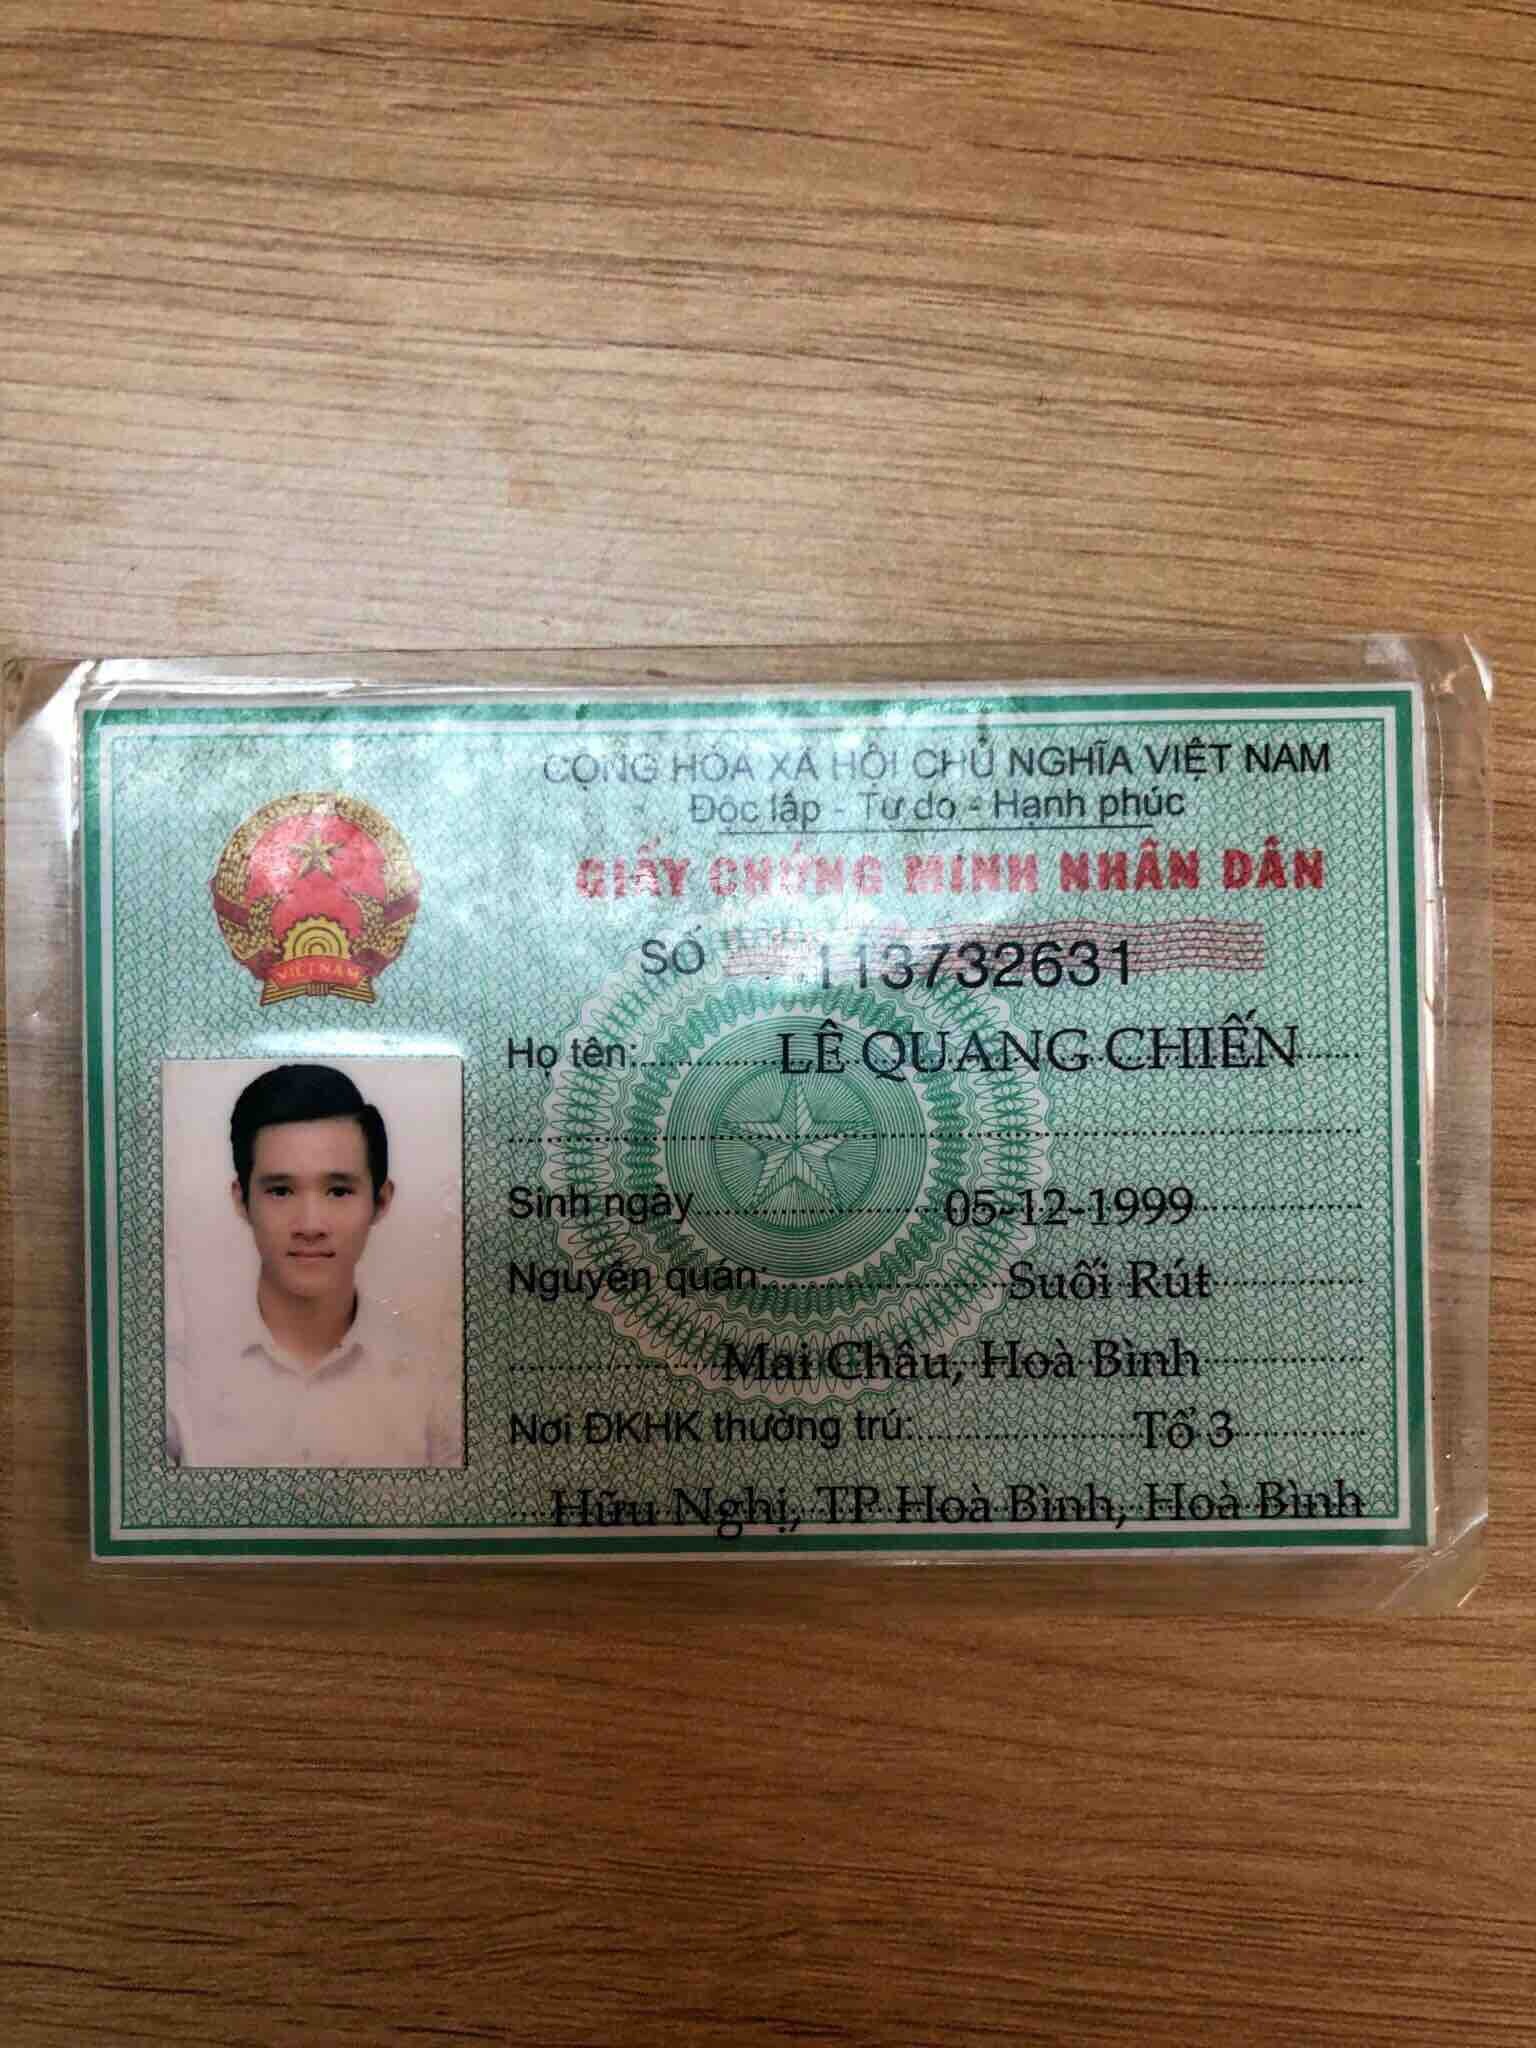 CỘNG HÒA XÃ HỘI CHỦ NGHĨA VIỆT NAM
Độc lập - Tự do - Hạnh phúc
GIẤY CHỨNG MINH NHÂN DÂN
SỐ 113732631
Họ tên: LÊ QUANG CHIẾN
Sinh ngày 05-12-1999
Nguyên quán: Suối Rút
Mai Châu, Hoà Bình
Nơi ĐKHK thường trú: Tổ 3
Hữu Nghị, TP Hoà Bình, Hoà Bình
VIỆT NAM